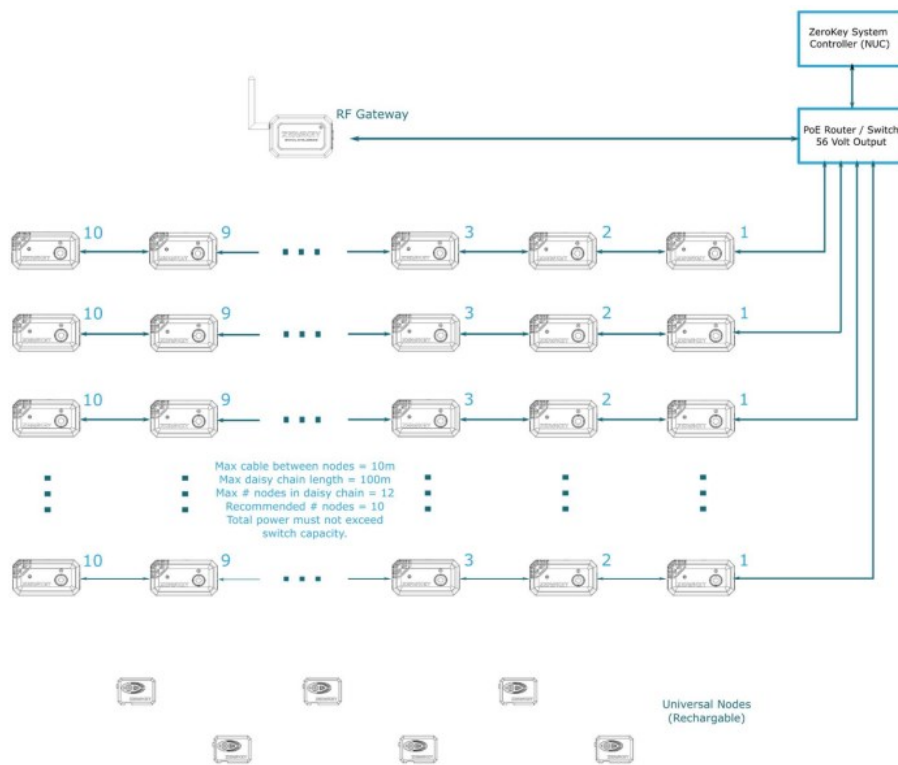 ZeroKey System
Controller (NUC)
RF Gateway
PoE Router / Switch
56 Volt Output
10 9 3 2 1
10 9 3 2 1
10 9 3 2 1
Max cable between nodes = 10m
Max daisy chain length = 100m
Max # nodes in daisy chain = 12
Recommended # nodes = 10
Total power must not exceed
switch capacity.
10 9 3 2 1
Universal Nodes
(Rechargable)